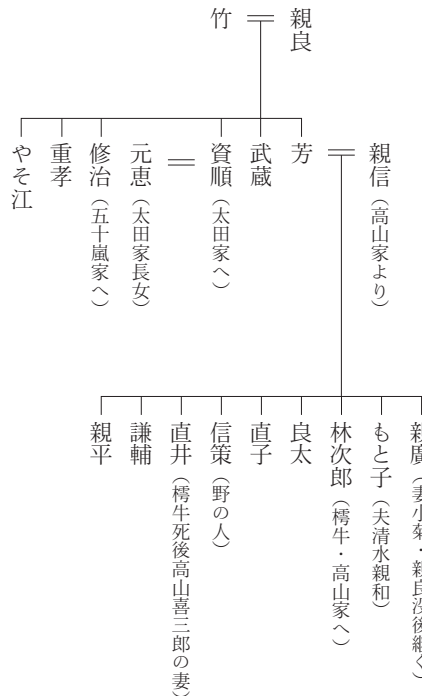 親良
竹
親信（高山家より）
芳
武蔵
資順（太田家へ）
元恵（太田家長女）
修治（五十嵐家へ）
重孝
やそ江
親廣（妻小菊・親良没後継ぐ）
もと子（夫清水親和）
林次郎（樗牛・高山家へ）
良太
直子
信策（野の人）
直井（樗牛死後高山喜三郎の妻）
謙輔
親平